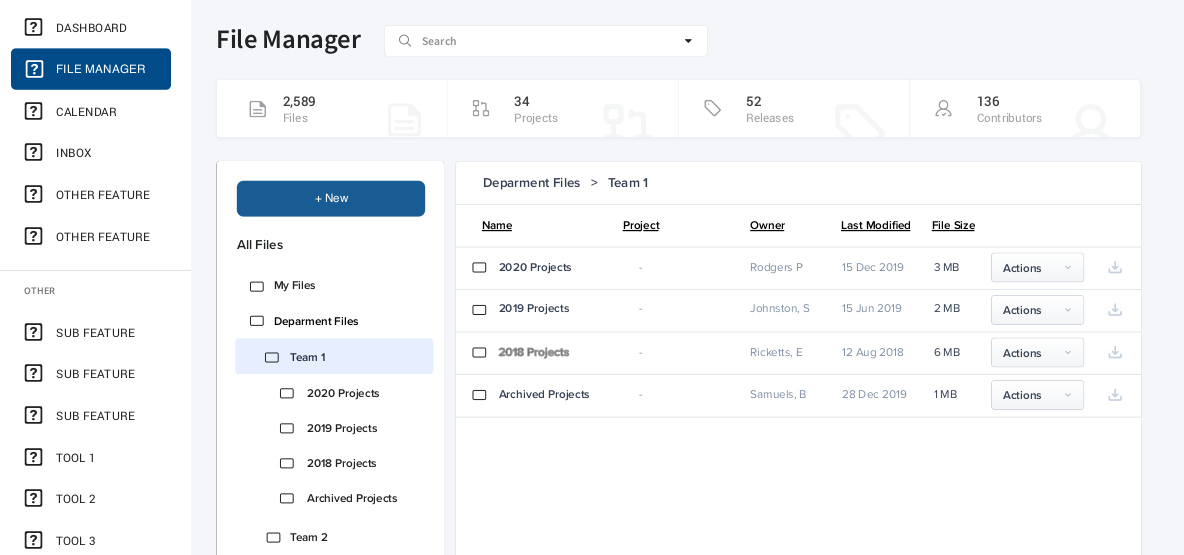 DASHBOARD
FILE MANAGER
CALENDAR
INBOX
OTHER FEATURE
OTHER FEATURE
OTHER
SUB FEATURE
SUB FEATURE
SUB FEATURE
TOOL 1
TOOL 2
TOOL 3
File Manager
Search
2,589
Files
34
Projects
52
Releases
136
Contributors
+ New
All Files
My Files
Deparment Files
Team 1
2020 Projects
2019 Projects
2018 Projects
Archived Projects
Team 2
Deparment Files > Team 1
Name Project Owner Last Modified File Size
2020 Projects - Rodgers P 15 Dec 2019 3 MB Actions
2019 Projects - Johnston, S 15 Jun 2019 2 MB Actions
2018 Projects - Ricketts, E 12 Aug 2018 6 MB Actions
Archived Projects - Samuels, B 28 Dec 2019 1 MB Actions